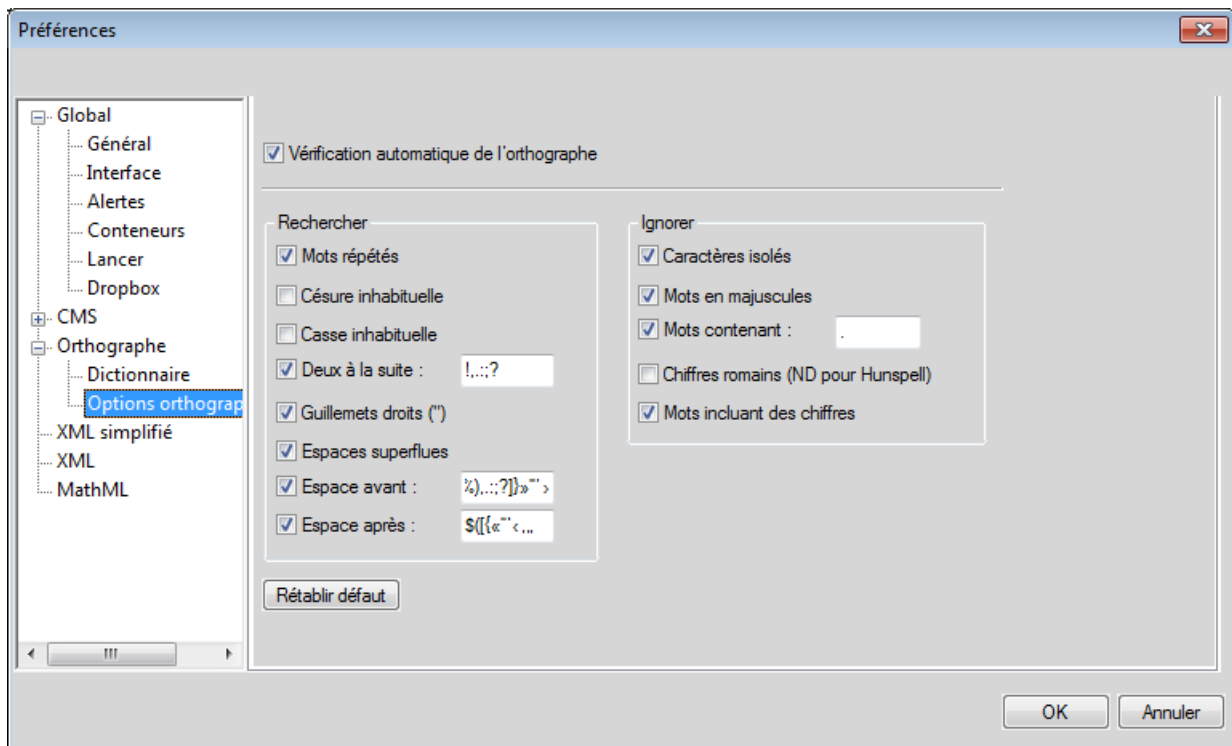 Préférences
Global
Général
Interface
Alertes
Conteneurs
Lancer
Dropbox
CMS
Orthographe
Dictionnaire
Options orthograp
XML simplifié
XML
MathML
Vérification automatique de l'orthographe
Rechercher
Mots répétés
Césure inhabituelle
Casse inhabituelle
Deux à la suite : !,.:;?
Guillemets droits (")
Espaces superflues
Espace avant : %),.:;?]}»"'›
Espace après : $([{«"'‹,„
Rétablir défaut
Ignorer
Caractères isolés
Mots en majuscules
Mots contenant : .
Chiffres romains (ND pour Hunspell)
Mots incluant des chiffres
OK
Annuler